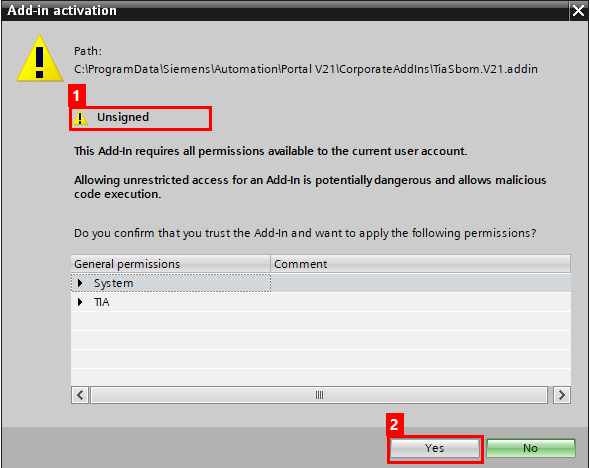 Add-in activation
Path:
C:\ProgramData\Siemens\Automation\Portal V21\CorporateAddIns\TiaSbom.V21.addin
1
Unsigned
This Add-In requires all permissions available to the current user account.
Allowing unrestricted access for an Add-In is potentially dangerous and allows malicious
code execution.
Do you confirm that you trust the Add-In and want to apply the following permissions?
General permissions Comment
System
TIA
2
Yes No